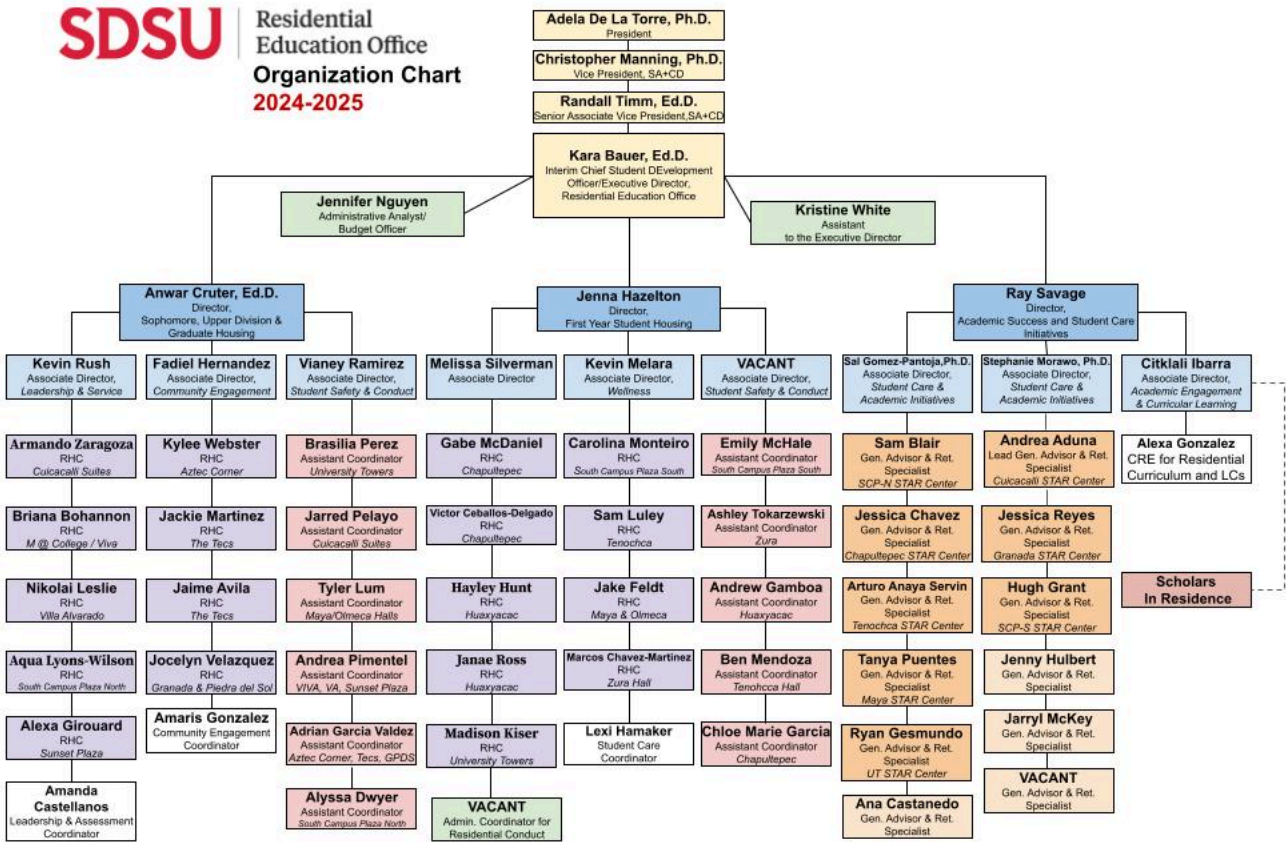 SDSU
Residential
Education Office
Organization Chart
2024-2025
Adela De La Torre, Ph.D.
President
Christopher Manning, Ph.D.
Vice President, SA+CD
Randall Timm, Ed.D.
Senior Associate Vice President,SA+CD
Kara Bauer, Ed.D.
Interim Chief Student DEvelopment
Officer/Executive Director,
Residential Education Office
Jennifer Nguyen
Administrative Analyst/
Budget Officer
Kristine White
Assistant
to the Executive Director
Anwar Cruter, Ed.D.
Director,
Sophomore, Upper Division &
Graduate Housing
Jenna Hazelton
Director,
First Year Student Housing
Ray Savage
Director,
Academic Success and Student Care
Initiatives
Kevin Rush
Associate Director,
Leadership & Service
Fadiel Hernandez
Associate Director,
Community Engagement
Vianey Ramirez
Associate Director,
Student Safety & Conduct
Melissa Silverman
Associate Director
Kevin Melara
Associate Director,
Wellness
VACANT
Associate Director,
Student Safety & Conduct
Sal Gomez-Pantoja,Ph.D.
Associate Director,
Student Care &
Academic Initiatives
Stephanie Morawo, Ph.D.
Associate Director,
Student Care &
Academic Initiatives
Citklali Ibarra
Associate Director,
Academic Engagement
& Curricular Learning
Armando Zaragoza
RHC
Cuicacalli Suites
Kylee Webster
RHC
Aztec Corner
Brasilia Perez
Assistant Coordinator
University Towers
Gabe McDaniel
RHC
Chapultepec
Carolina Monteiro
RHC
South Campus Plaza South
Emily McHale
Assistant Coordinator
South Campus Plaza South
Sam Blair
Gen. Advisor & Ret.
Specialist
SCP-N STAR Center
Andrea Aduna
Lead Gen. Advisor & Ret.
Specialist
Cuicacalli STAR Center
Alexa Gonzalez
CRE for Residential
Curriculum and LCs
Briana Bohannon
RHC
M @ College / Viva
Jackie Martinez
RHC
The Tecs
Jarred Pelayo
Assistant Coordinator
Cuicacalli Suites
Victor Ceballos-Delgado
RHC
Chapultepec
Sam Luley
RHC
Tenochca
Ashley Tokarzewski
Assistant Coordinator
Zura
Jessica Chavez
Gen. Advisor & Ret.
Specialist
Chapultepec STAR Center
Jessica Reyes
Gen. Advisor & Ret.
Specialist
Granada STAR Center
Nikolai Leslie
RHC
Villa Alvarado
Jaime Avila
RHC
The Tecs
Tyler Lum
Assistant Coordinator
Maya/Olmeca Halls
Hayley Hunt
RHC
Huaxyacac
Jake Feldt
RHC
Maya & Olmeca
Andrew Gamboa
Assistant Coordinator
Huaxyacac
Arturo Anaya Servin
Gen. Advisor & Ret.
Specialist
Tenochca STAR Center
Hugh Grant
Gen. Advisor & Ret.
Specialist
SCP-S STAR Center
Scholars
In Residence
Aqua Lyons-Wilson
RHC
South Campus Plaza North
Jocelyn Velazquez
RHC
Granada & Piedra del Sol
Andrea Pimentel
Assistant Coordinator
VIVA, VA, Sunset Plaza
Janae Ross
RHC
Huaxyacac
Marcos Chavez-Martinez
RHC
Zura Hall
Ben Mendoza
Assistant Coordinator
Tenohcca Hall
Tanya Puentes
Gen. Advisor & Ret.
Specialist
Maya STAR Center
Jenny Hulbert
Gen. Advisor & Ret.
Specialist
Alexa Girouard
RHC
Sunset Plaza
Amaris Gonzalez
Community Engagement
Coordinator
Adrian Garcia Valdez
Assistant Coordinator
Aztec Corner, Tecs, GPDS
Madison Kiser
RHC
University Towers
Lexi Hamaker
Student Care
Coordinator
Chloe Marie Garcia
Assistant Coordinator
Chapultepec
Ryan Gesmundo
Gen. Advisor & Ret.
Specialist
UT STAR Center
Jarryl McKey
Gen. Advisor & Ret.
Specialist
Amanda
Castellanos
Leadership & Assessment
Coordinator
Alyssa Dwyer
Assistant Coordinator
South Campus Plaza North
VACANT
Admin. Coordinator for
Residential Conduct
Ana Castanedo
Gen. Advisor & Ret.
Specialist
VACANT
Gen. Advisor & Ret.
Specialist